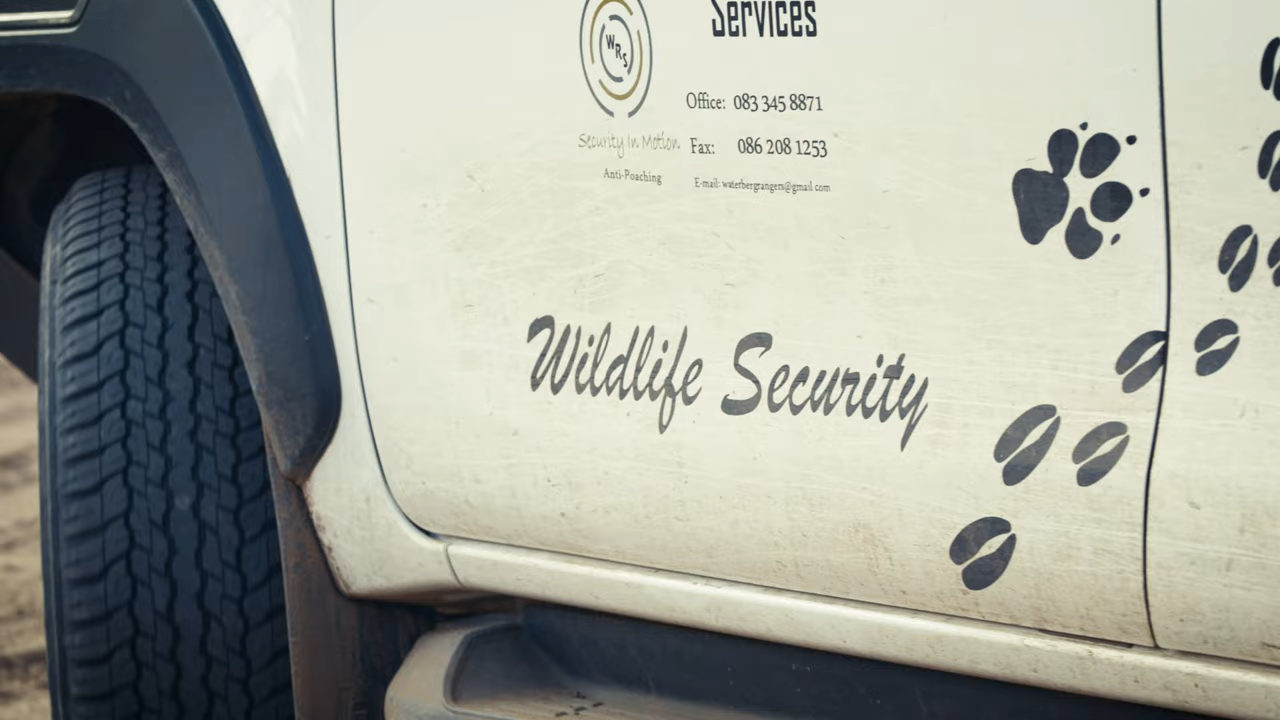 Services
WRS
Office: 083 345 8871
Security In Motion
Fax: 086 208 1253
Anti-Poaching
E-mail: waterbergrangers@gmail.com
Wildlife Security